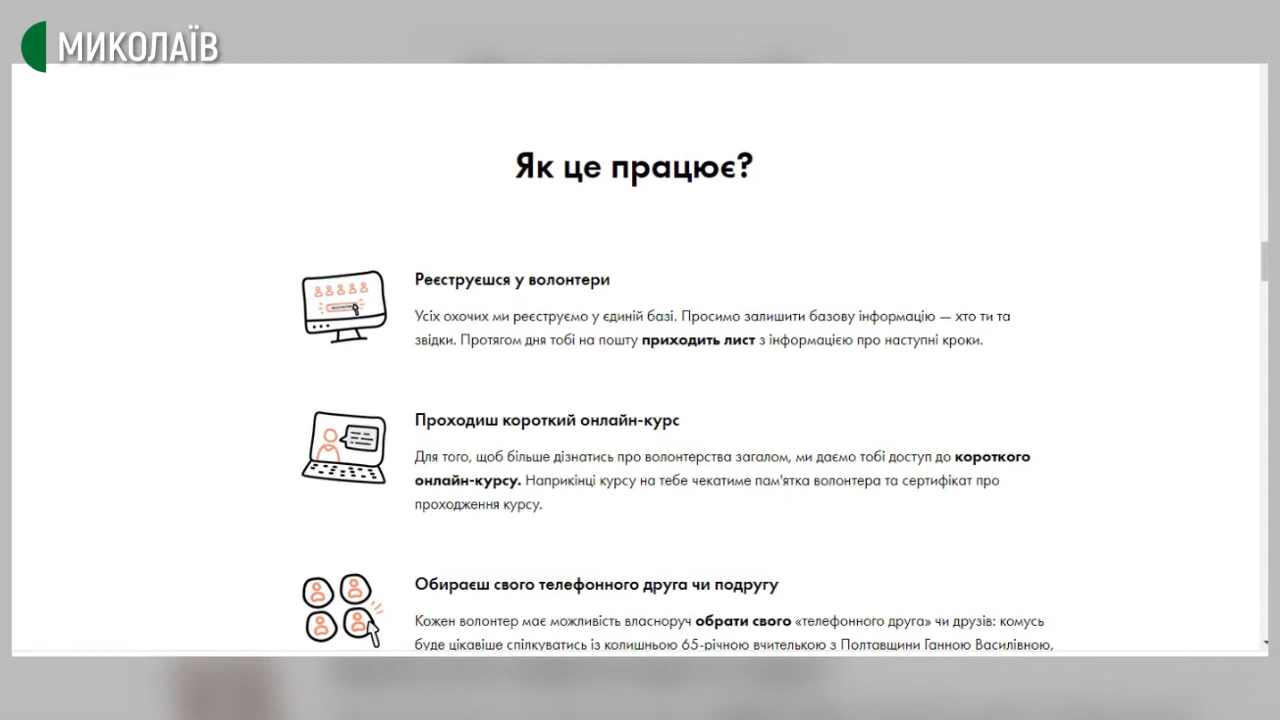 МИКОЛАЇВ
Як це працює?
Реєструєшся у волонтери
Усіх охочих ми реєструємо у єдиній базі. Просимо залишити базову інформацію — хто ти та
звідки. Протягом дня тобі на пошту приходить лист з інформацією про наступні кроки.
Проходиш короткий онлайн-курс
Для того, щоб більше дізнатись про волонтерства загалом, ми даємо тобі доступ до короткого
онлайн-курсу. Наприкінці курсу на тебе чекатиме пам'ятка волонтера та сертифікат про
проходження курсу.
Обираєш свого телефонного друга чи подругу
Кожен волонтер має можливість власноруч обрати свого «телефонного друга» чи друзів: комусь
буде цікавіше спілкуватись із колишньою 65-річною вчителькою з Полтавщини Ганною Василівною,